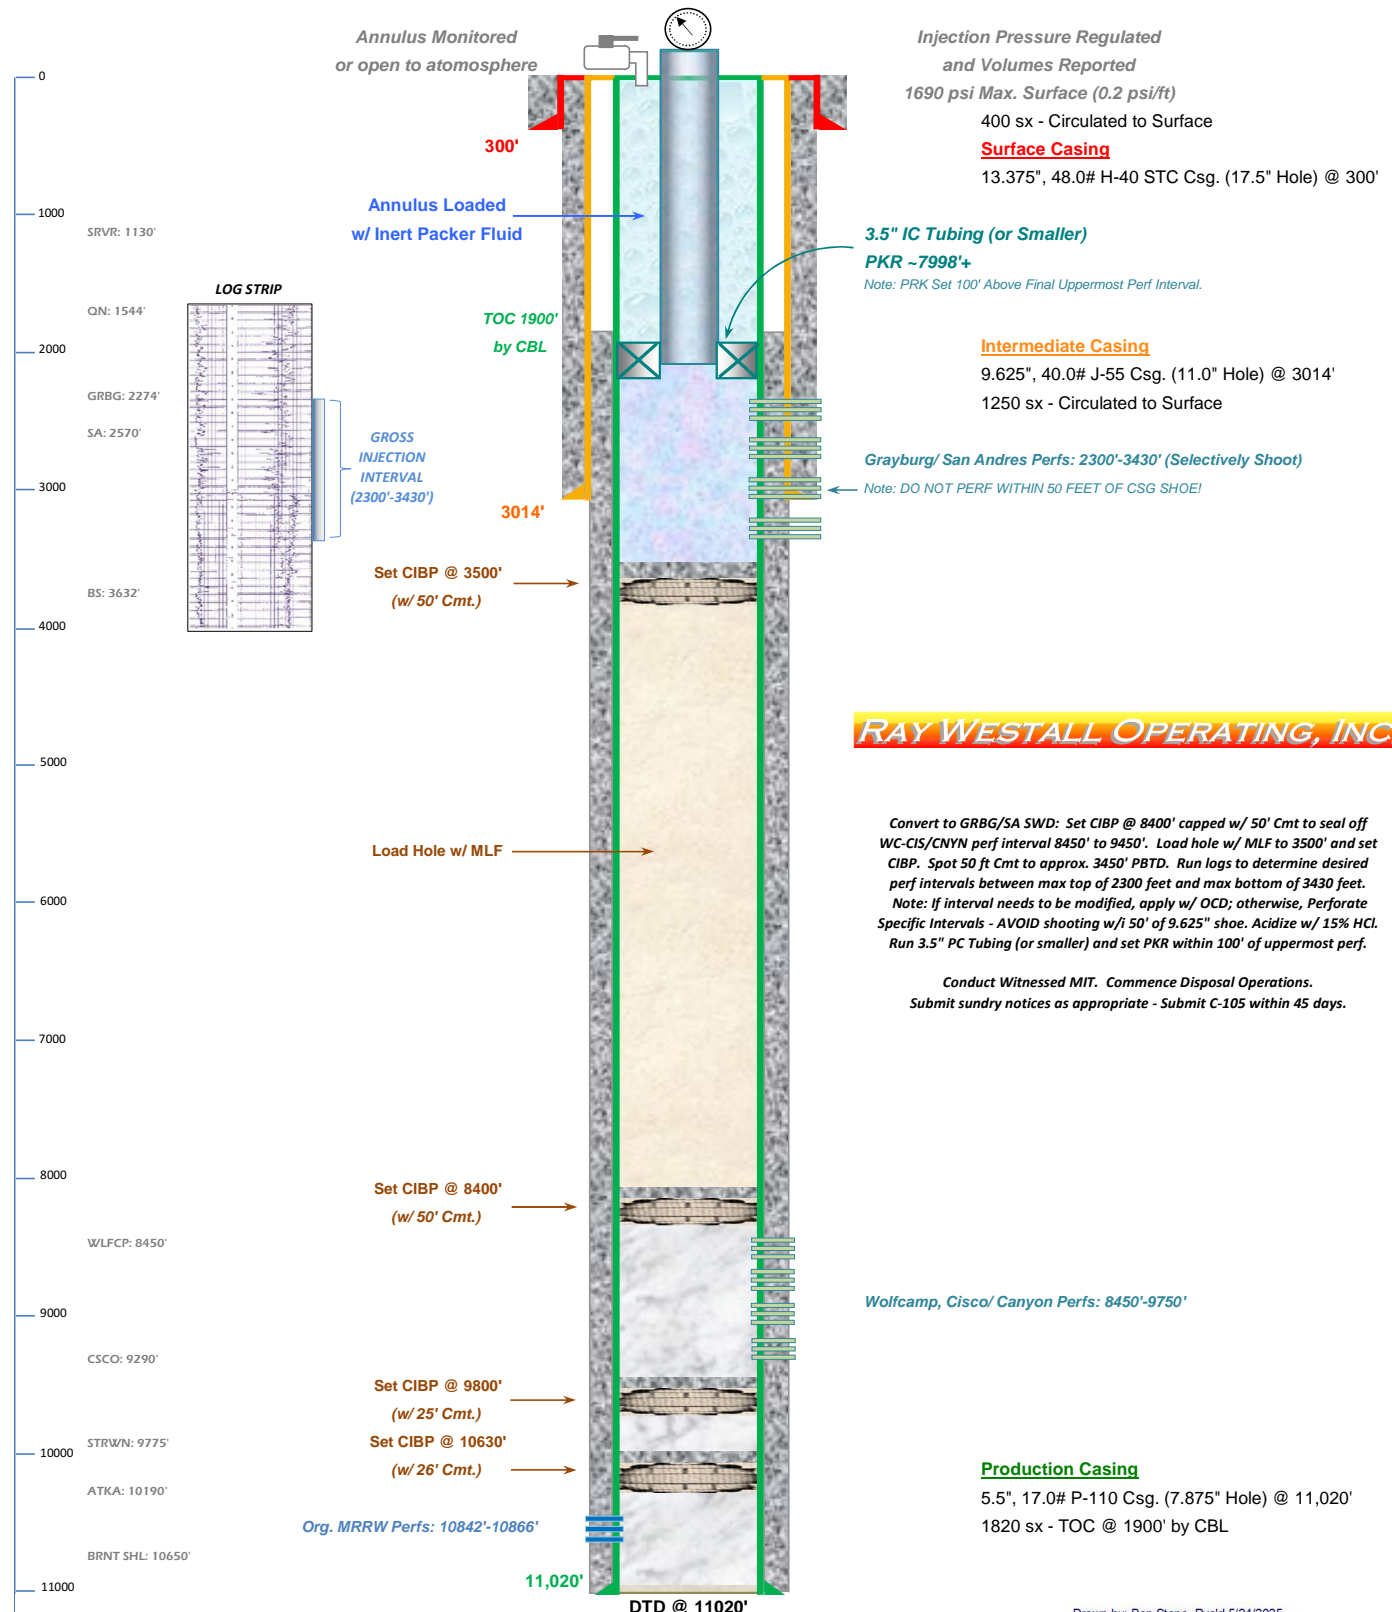 Annulus Monitored
or open to atomosphere
Injection Pressure Regulated
and Volumes Reported
1690 psi Max. Surface (0.2 psi/ft)
400 sx - Circulated to Surface
Surface Casing
13.375", 48.0# H-40 STC Csg. (17.5" Hole) @ 300'
0
300'
1000
SRVR: 1130'
Annulus Loaded
w/ Inert Packer Fluid
3.5" IC Tubing (or Smaller)
PKR ~7998'+
Note: PRK Set 100' Above Final Uppermost Perf Interval.
LOG STRIP
QN: 1544'
TOC 1900'
by CBL
2000
Intermediate Casing
9.625", 40.0# J-55 Csg. (11.0" Hole) @ 3014'
1250 sx - Circulated to Surface
GRBG: 2274'
SA: 2570'
GROSS
INJECTION
INTERVAL
(2300'-3430')
Grayburg/ San Andres Perfs: 2300'-3430' (Selectively Shoot)
Note: DO NOT PERF WITHIN 50 FEET OF CSG SHOE!
3000
3014'
Set CIBP @ 3500'
(w/ 50' Cmt.)
BS: 3632'
4000
RAY WESTALL OPERATING, INC
5000
Convert to GRBG/SA SWD: Set CIBP @ 8400' capped w/ 50' Cmt to seal off
WC-CIS/CNYN perf interval 8450' to 9450'. Load hole w/ MLF to 3500' and set
CIBP. Spot 50 ft Cmt to approx. 3450' PBTD. Run logs to determine desired
perf intervals between max top of 2300 feet and max bottom of 3430 feet.
Note: If interval needs to be modified, apply w/ OCD; otherwise, Perforate
Specific Intervals - AVOID shooting w/i 50' of 9.625" shoe. Acidize w/ 15% HCl.
Run 3.5" PC Tubing (or smaller) and set PKR within 100' of uppermost perf.
Conduct Witnessed MIT. Commence Disposal Operations.
Submit sundry notices as appropriate - Submit C-105 within 45 days.
Load Hole w/ MLF
6000
7000
8000
Set CIBP @ 8400'
(w/ 50' Cmt.)
WLFCP: 8450'
9000
Wolfcamp, Cisco/ Canyon Perfs: 8450'-9750'
CSCO: 9290'
Set CIBP @ 9800'
(w/ 25' Cmt.)
STRWN: 9775'
10000
Set CIBP @ 10630'
(w/ 26' Cmt.)
ATKA: 10190'
Production Casing
5.5", 17.0# P-110 Csg. (7.875" Hole) @ 11,020'
1820 sx - TOC @ 1900' by CBL
Org. MRRW Perfs: 10842'-10866'
BRNT SHL: 10650'
11000
11,020'
DTD @ 11020'